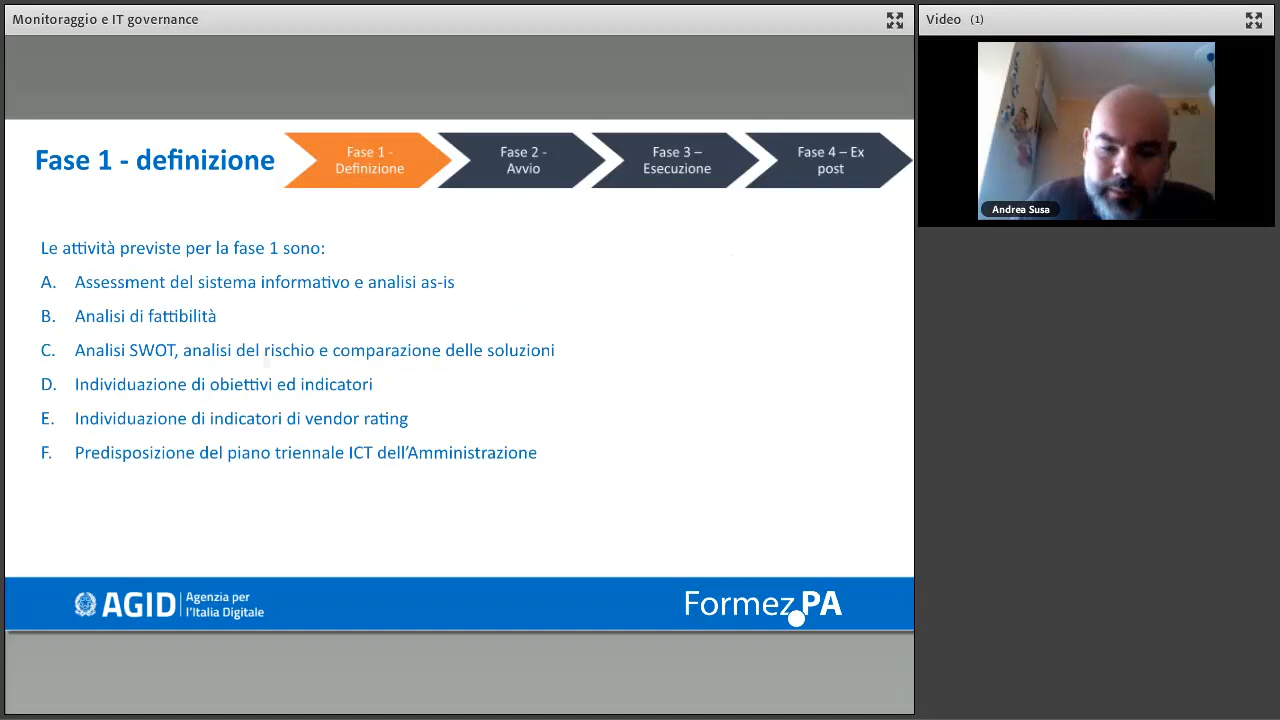 Monitoraggio e IT governance
Video (1)
Fase 1 - definizione
Fase 1 -
Definizione
Fase 2 -
Avvio
Fase 3 –
Esecuzione
Fase 4 – Ex
post
Andrea Susa
Le attività previste per la fase 1 sono:
A. Assessment del sistema informativo e analisi as-is
B. Analisi di fattibilità
C. Analisi SWOT, analisi del rischio e comparazione delle soluzioni
D. Individuazione di obiettivi ed indicatori
E. Individuazione di indicatori di vendor rating
F. Predisposizione del piano triennale ICT dell’Amministrazione
AGID
Agenzia per
l’Italia Digitale
Formez PA